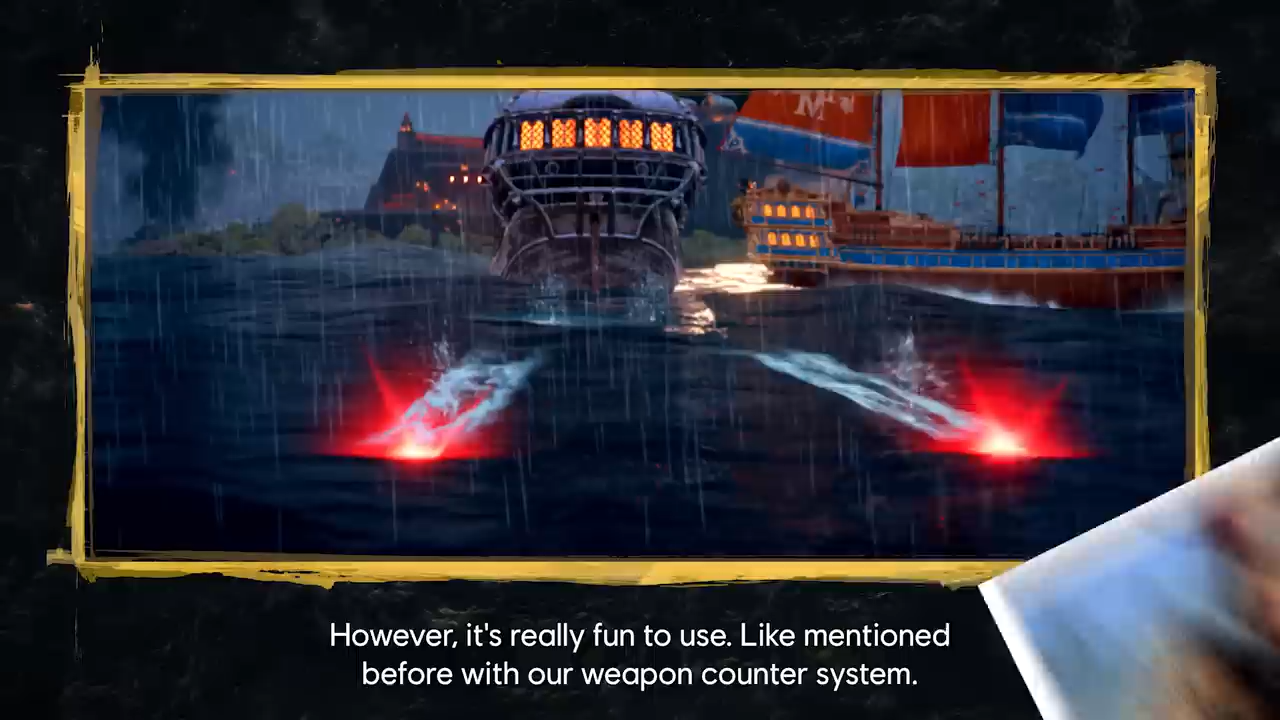 However, it's really fun to use. Like mentioned
before with our weapon counter system.